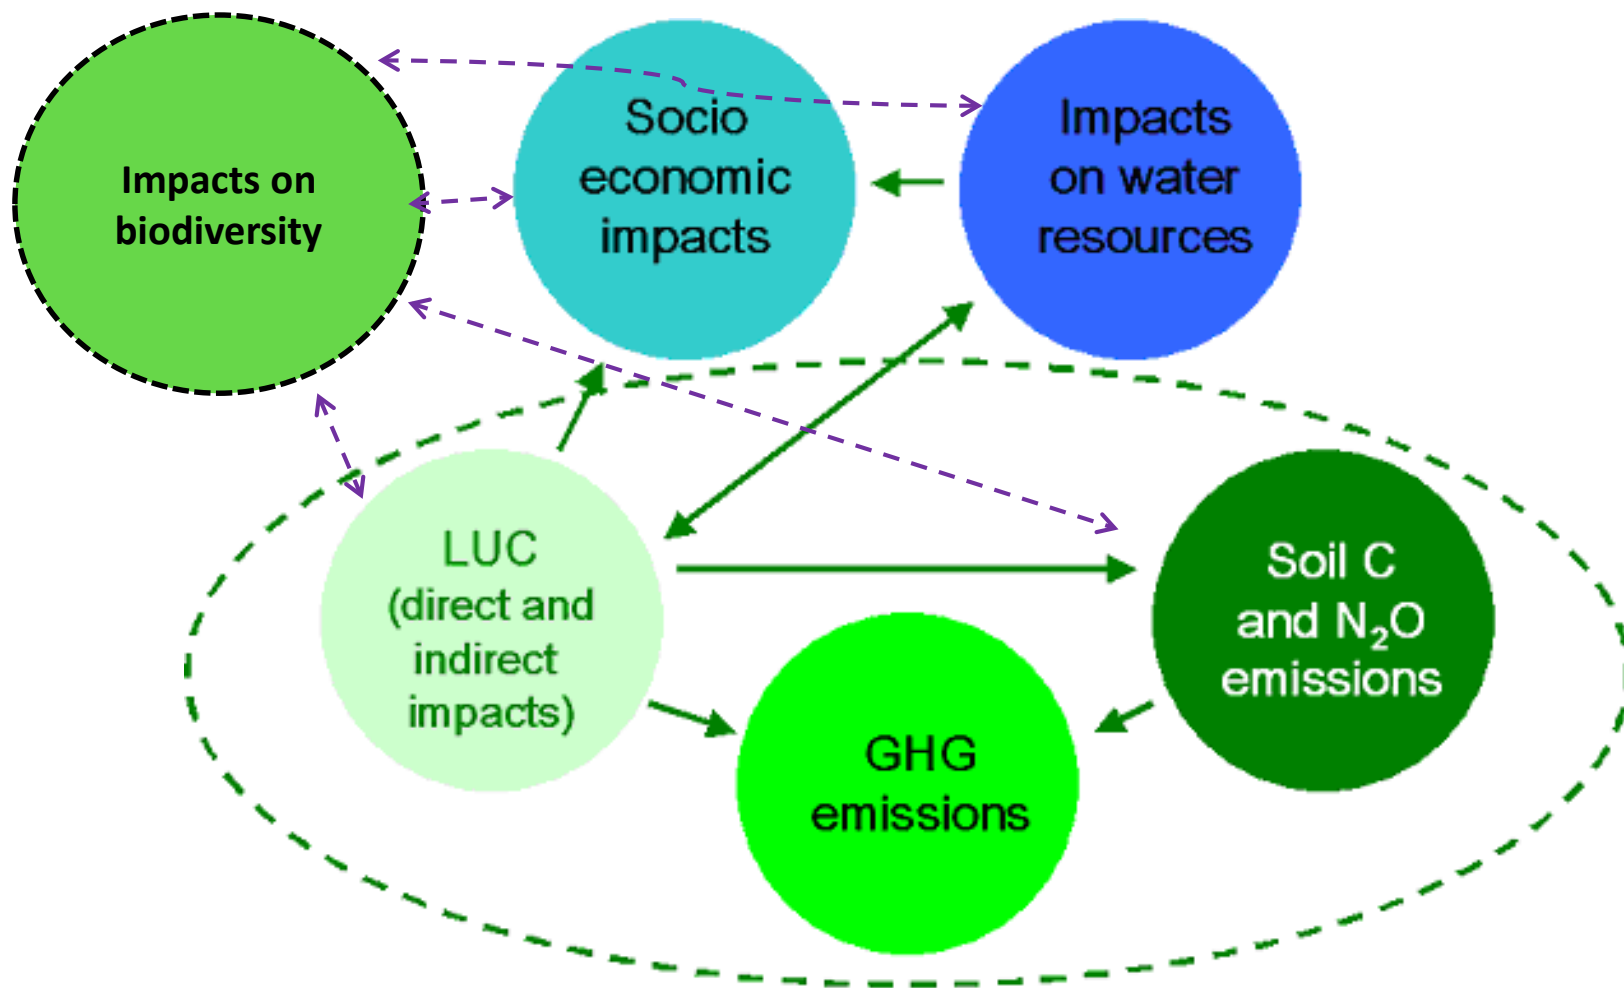 Impacts on
biodiversity
Socio
economic
impacts
Impacts
on water
resources
LUC
(direct and
indirect
impacts)
GHG
emissions
Soil C
and N₂O
emissions